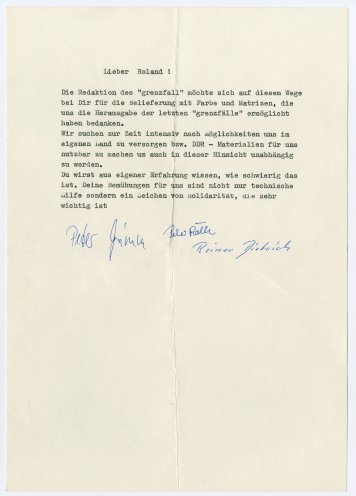 Lieber Roland !
Die Redaktion des "grenzfall" möchte sich auf diesem Wege
bei Dir für die Belieferung mit Farbe und Matrizen, die
uns die Herausgabe der letzten "grenzfälle" ermöglicht
haben bedanken.
Wir suchen zur Zeit intensiv nach Möglichkeiten uns im
eigenen Land zu versorgen bzw. DDR - Materialien für uns
nutzbar zu machen um auch in dieser Hinsicht unabhängig
zu werden.
Du wirst aus eigener Erfahrung wissen, wie schwierig das
ist. Deine Bemühungen für uns sind nicht nur technische
Hilfe sondern ein Zeichen von Solidarität, die sehr
wichtig ist
Peter Peter Rölle
Reiner Dietrich